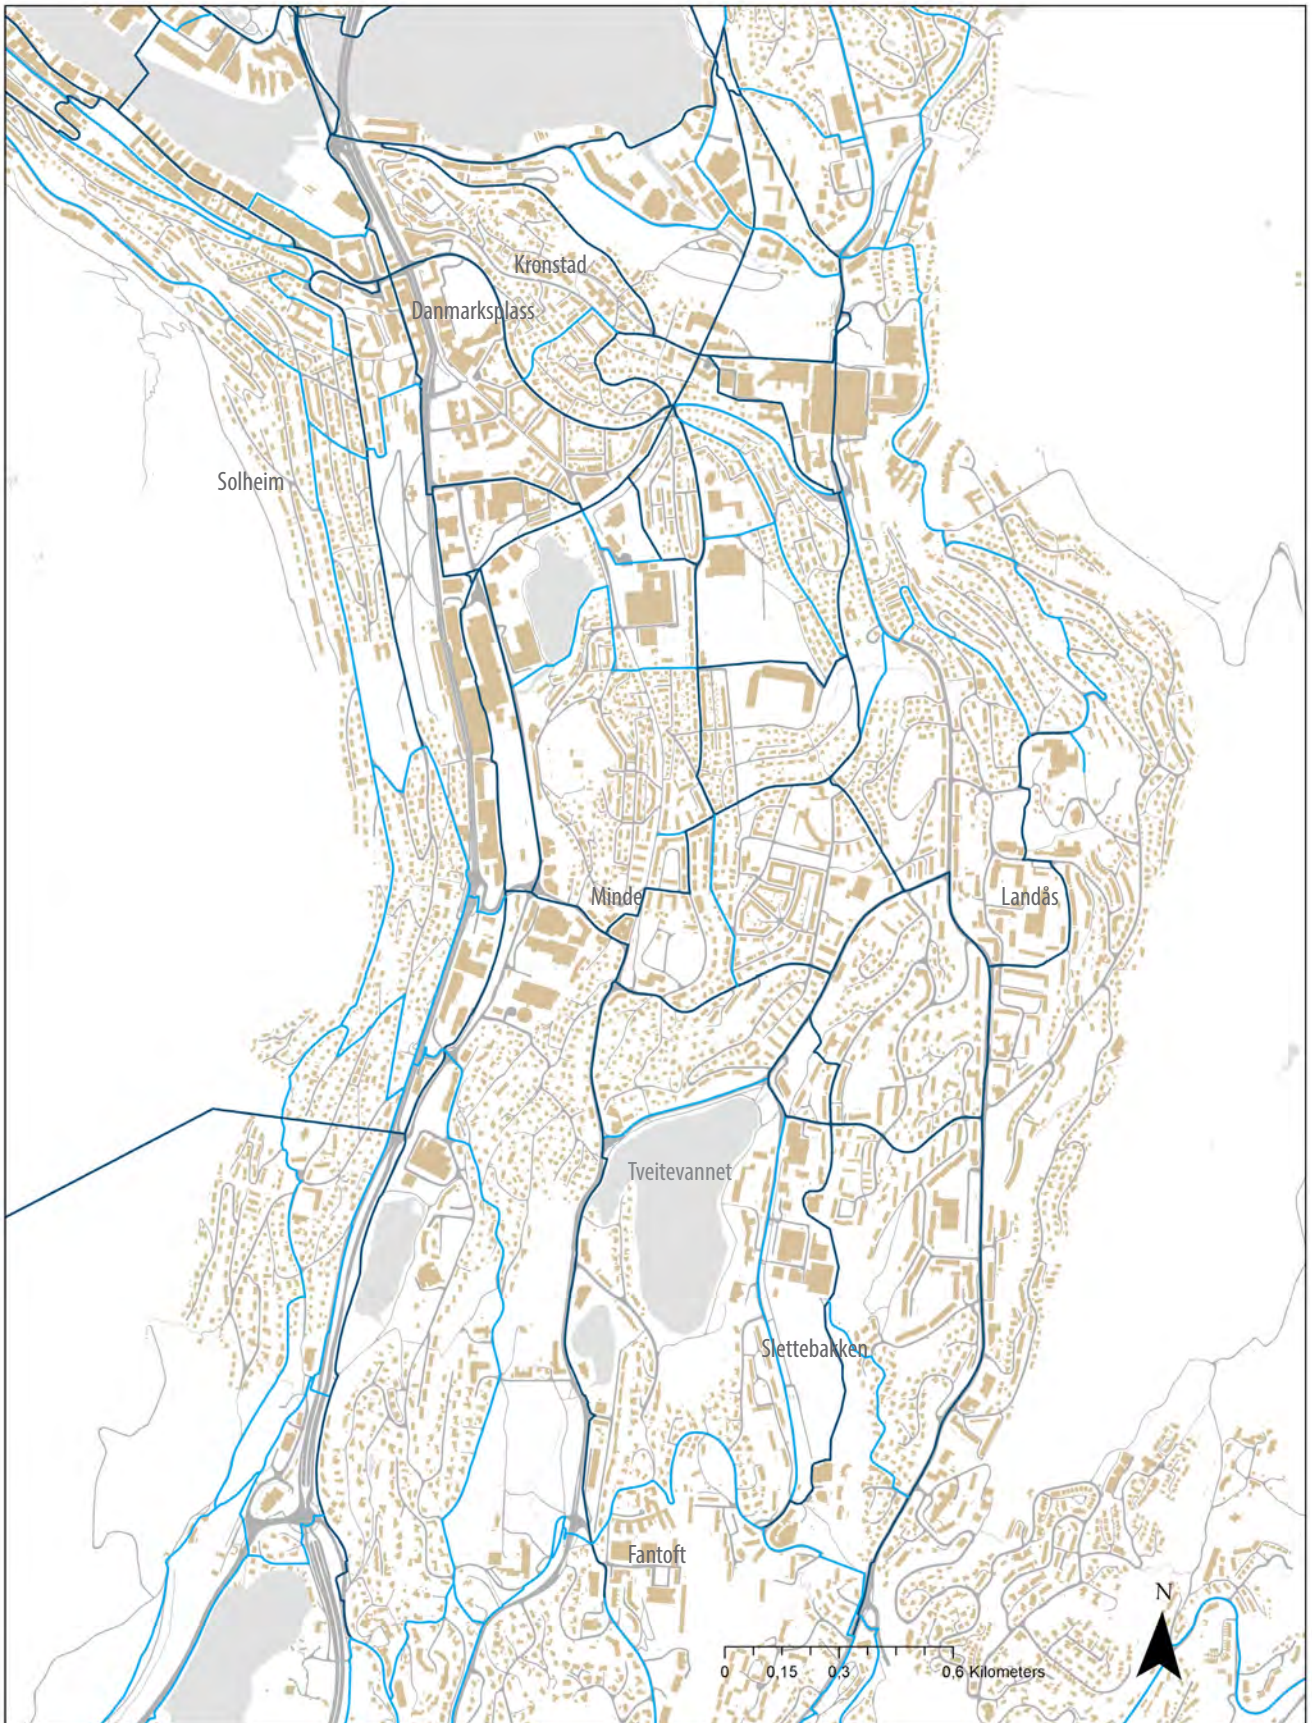 Kronstad
Danmarksplass
Solheim
Minde
Landås
Tveitevannet
Slettebakken
Fantoft
N
0 0,15 0,3 0,6 Kilometers